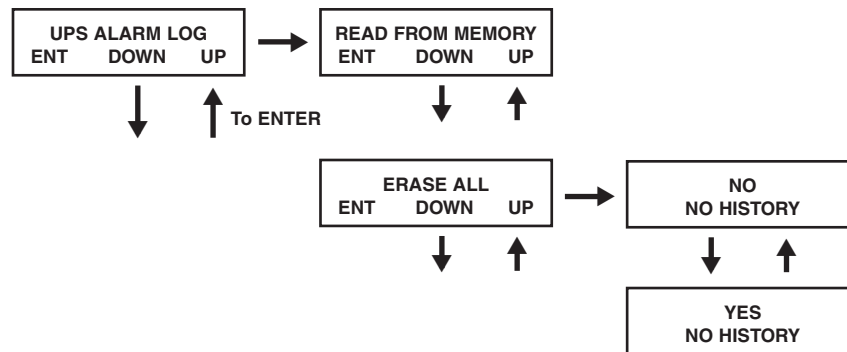 UPS ALARM LOG
ENT DOWN UP
READ FROM MEMORY
ENT DOWN UP
To ENTER
ERASE ALL
ENT DOWN UP
NO
NO HISTORY
YES
NO HISTORY